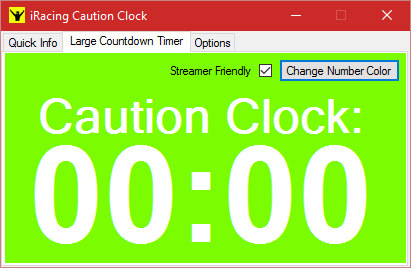 iRacing Caution Clock
Quick Info Large Countdown Timer Options
Streamer Friendly Change Number Color
Caution Clock:
00:00